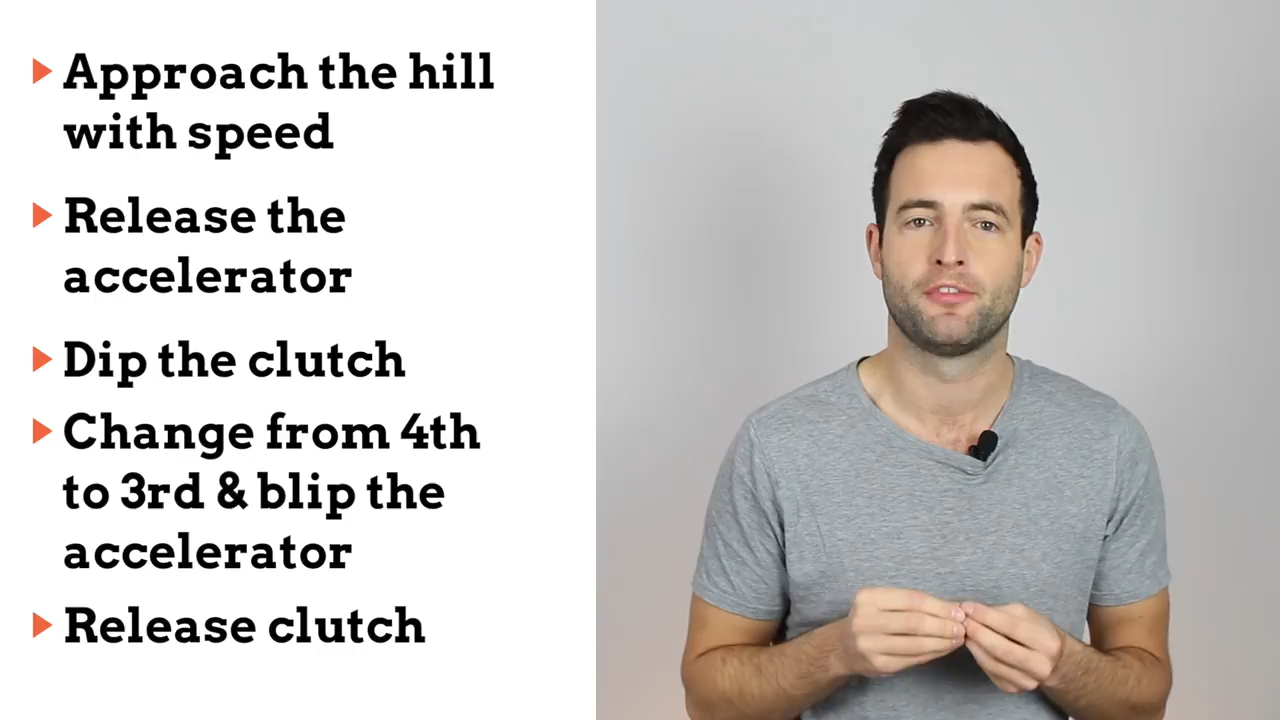 Approach the hill
with speed
Release the
accelerator
Dip the clutch
Change from 4th
to 3rd & blip the
accelerator
Release clutch